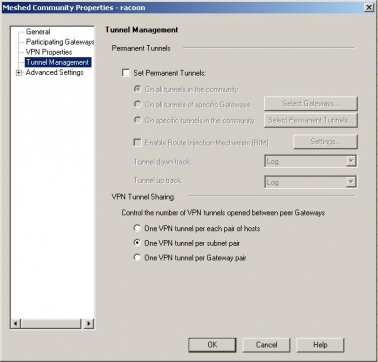 Meshed Community Properties - racoon
General
Participating Gateways
VPN Properties
Tunnel Management
Advanced Settings
Tunnel Management
Permanent Tunnels
Set Permanent Tunnels:
On all tunnels in the community
On all tunnels of specific Gateways
Select Gateways...
On specific tunnels in the community
Select Permanent Tunnels...
Enable Route Injection Mechanism (RIM)
Settings...
Tunnel down track:
Log
Tunnel up track:
Log
VPN Tunnel Sharing
Control the number of VPN tunnels opened between peer Gateways
One VPN tunnel per each pair of hosts
One VPN tunnel per subnet pair
One VPN tunnel per Gateway pair
OK
Cancel
Help